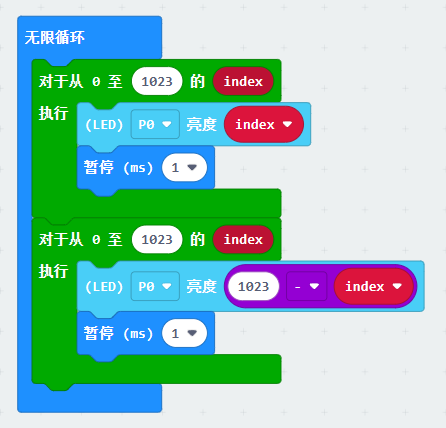 无限循环
对于从 0 至 1023 的 index
执行
(LED) P0 亮度 index
暂停 (ms) 1
对于从 0 至 1023 的 index
执行
(LED) P0 亮度 1023 - index
暂停 (ms) 1